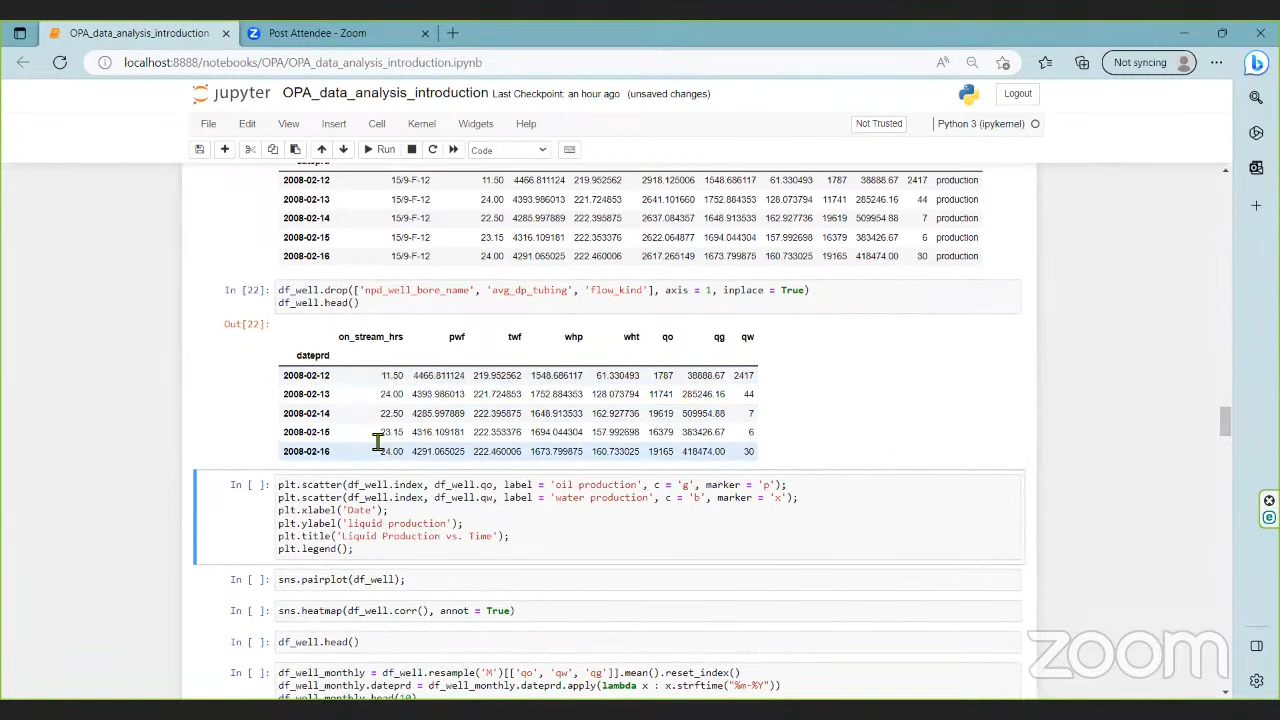 OPA_data_analysis_introduction
Post Attendee - Zoom
localhost:8888/notebooks/OPA/OPA_data_analysis_introduction.ipynb
Not syncing
jupyter OPA_data_analysis_introduction Last Checkpoint: an hour ago (unsaved changes)
Logout
File Edit View Insert Cell Kernel Widgets Help
Not Trusted
Python 3 (ipykernel)
Run
Code
dateprd
2008-02-12 15/9-F-12 11.50 4466.811124 219.952562 2918.125006 1548.686117 61.330493 1787 38888.67 2417 production
2008-02-13 15/9-F-12 24.00 4393.986013 221.724853 2641.101660 1752.884353 128.073794 11741 285246.16 44 production
2008-02-14 15/9-F-12 22.50 4285.997889 222.395875 2637.084357 1648.913533 162.927736 19619 509954.88 7 production
2008-02-15 15/9-F-12 23.15 4316.109181 222.353376 2622.064877 1694.044304 157.992698 16379 383426.67 6 production
2008-02-16 15/9-F-12 24.00 4291.065025 222.460006 2617.265149 1673.799875 160.733025 19165 418474.00 30 production
In [22]: df_well.drop(['npd_well_bore_name', 'avg_dp_tubing', 'flow_kind'], axis = 1, inplace = True)
df_well.head()
Out[22]:
on_stream_hrs pwf twf whp wht qo qg qw
dateprd
2008-02-12 11.50 4466.811124 219.952562 1548.686117 61.330493 1787 38888.67 2417
2008-02-13 24.00 4393.986013 221.724853 1752.884353 128.073794 11741 285246.16 44
2008-02-14 22.50 4285.997889 222.395875 1648.913533 162.927736 19619 509954.88 7
2008-02-15 23.15 4316.109181 222.353376 1694.044304 157.992698 16379 383426.67 6
2008-02-16 24.00 4291.065025 222.460006 1673.799875 160.733025 19165 418474.00 30
In [ ]: plt.scatter(df_well.index, df_well.qo, label = 'oil production', c = 'g', marker = 'p');
plt.scatter(df_well.index, df_well.qw, label = 'water production', c = 'b', marker = 'x');
plt.xlabel('Date');
plt.ylabel('liquid production');
plt.title('Liquid Production vs. Time');
plt.legend();
In [ ]: sns.pairplot(df_well);
In [ ]: sns.heatmap(df_well.corr(), annot = True)
In [ ]: df_well.head()
In [ ]: df_well_monthly = df_well.resample('M')[['qo', 'qw', 'qg']].mean().reset_index()
df_well_monthly.dateprd = df_well_monthly.dateprd.apply(lambda x : x.strftime("%m-%Y"))
df_well_monthly.head(10)
zoom